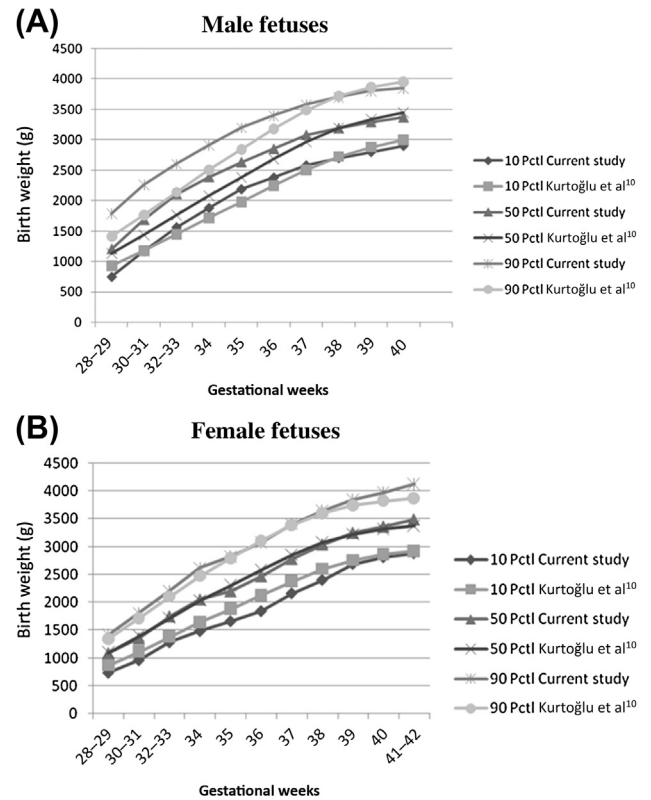 (A)
Male fetuses
4500
4000
3500
3000
2500
2000
1500
1000
500
0
Birth weight (g)
28–29
30–31
32–33
34
35
36
37
38
39
40
Gestational weeks
10 Pctl Current study
10 Pctl Kurtoğlu et al¹⁰
50 Pctl Current study
50 Pctl Kurtoğlu et al¹⁰
90 Pctl Current study
90 Pctl Kurtoğlu et al¹⁰
(B)
Female fetuses
4500
4000
3500
3000
2500
2000
1500
1000
500
0
Birth weight (g)
28–29
30–31
32–33
34
35
36
37
38
39
40
41–42
Gestational weeks
10 Pctl Current study
10 Pctl Kurtoğlu et al¹⁰
50 Pctl Current study
50 Pctl Kurtoğlu et al¹⁰
90 Pctl Current study
90 Pctl Kurtoğlu et al¹⁰